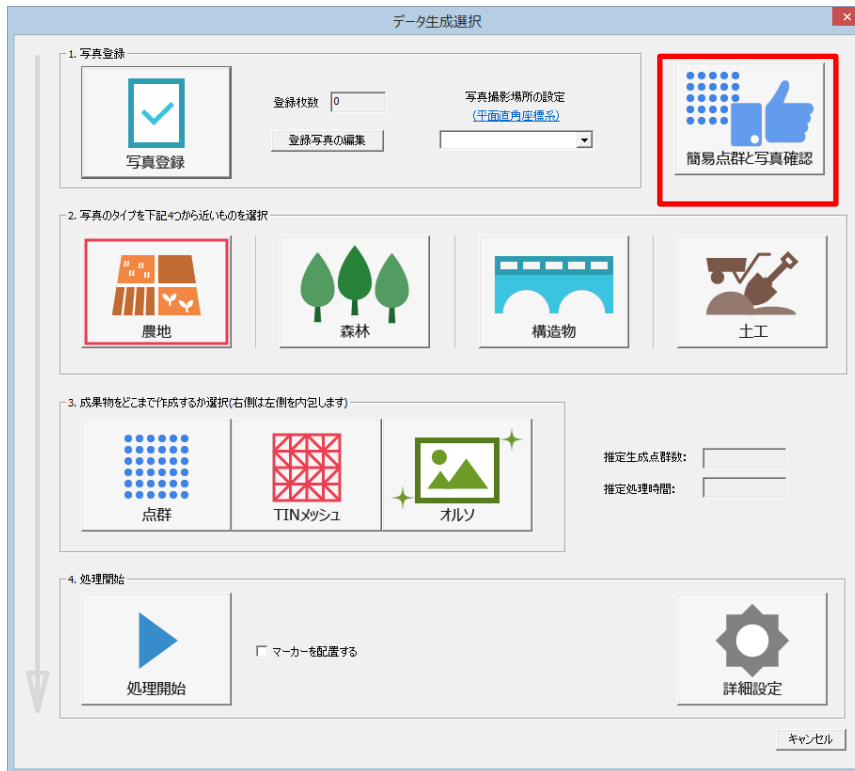 データ生成選択
1. 写真登録
写真登録
登録枚数 0
登録写真の編集
写真撮影場所の設定
(平面直角座標系)
簡易点群と写真確認
2. 写真のタイプを下記4つから近いものを選択
農地
森林
構造物
土工
3. 成果物をどこまで作成するか選択(右側は左側を内包します)
点群
TINメッシュ
オルソ
推定生成点群数:
推定処理時間:
4. 処理開始
処理開始
マーカーを配置する
詳細設定
キャンセル